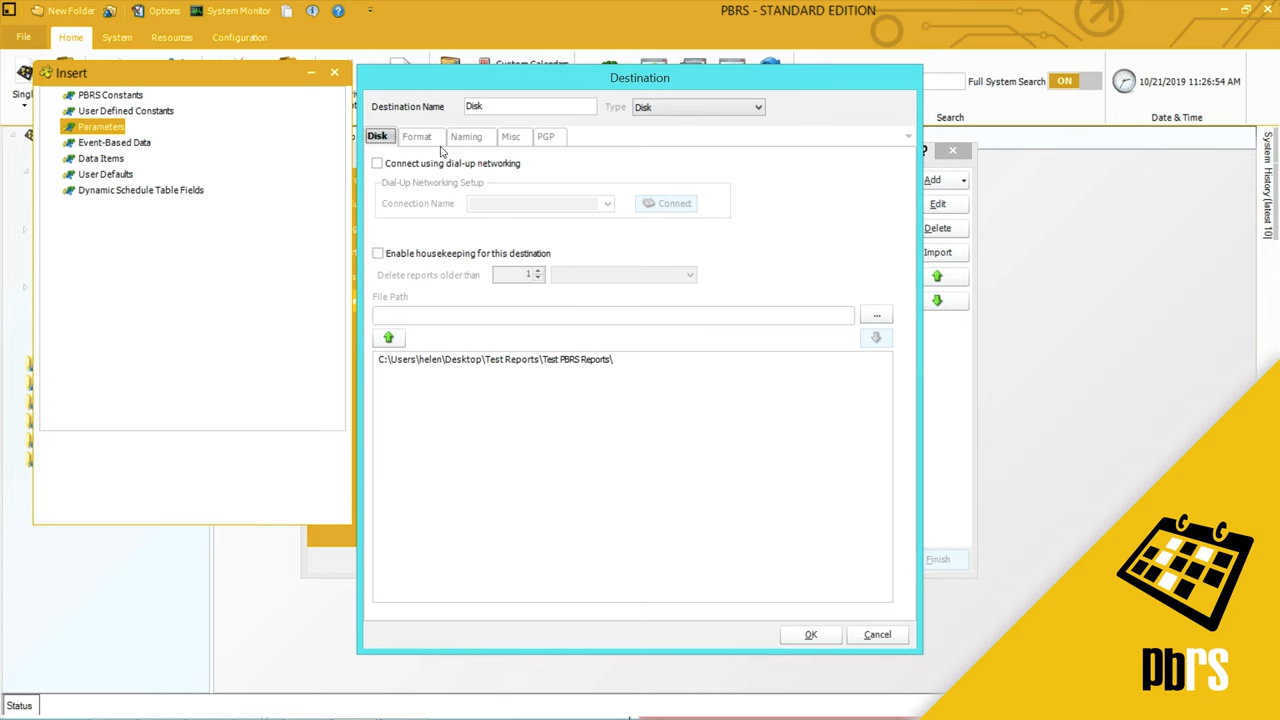 New Folder
Options
System Monitor
PBRS - STANDARD EDITION
File
Home
System
Resources
Configuration
Custom Calendars
Full System Search ON
10/21/2019 11:26:54 AM
Search
Date & Time
Insert
PBRS Constants
User Defined Constants
Parameters
Event-Based Data
Data Items
User Defaults
Dynamic Schedule Table Fields
Destination
Destination Name
Disk
Type
Disk
Disk
Format
Naming
Misc
PGP
Connect using dial-up networking
Dial-Up Networking Setup
Connection Name
Connect
Enable housekeeping for this destination
Delete reports older than
1
File Path
...
C:\Users\helen\Desktop\Test Reports\Test PBRS Reports\
OK
Cancel
?
Add
Edit
Delete
Import
Finish
System History (latest 10)
Status
pbrs